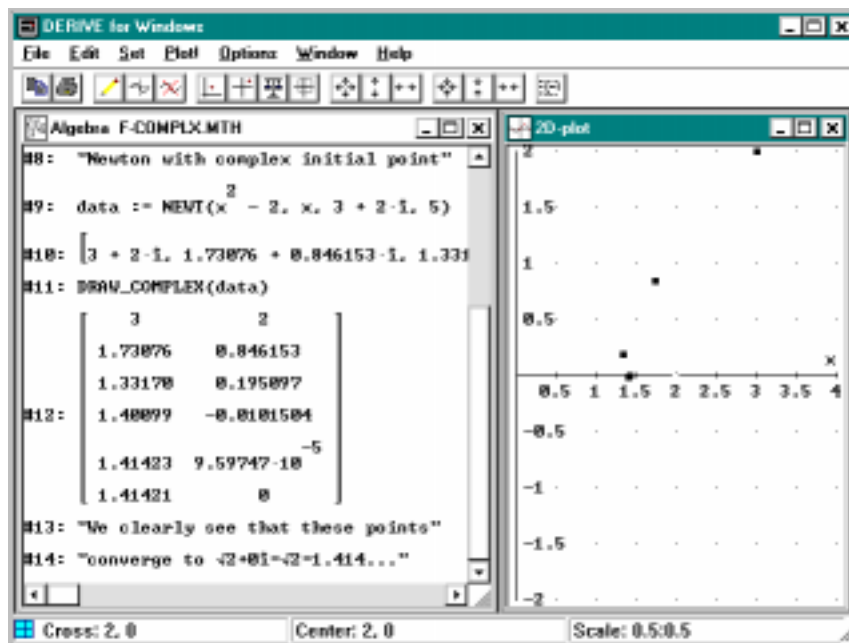 DERIVE for Windows
File Edit Set Plot! Options Window Help
Algebra F-COMPLX.MTH
#8: "Newton with complex initial point"
#9: data := NEWT(x² - 2, x, 3 + 2·î, 5)
#10: [3 + 2·î, 1.73076 + 0.846153·î, 1.331
#11: DRAW_COMPLEX(data)
#12:
3 2
1.73076 0.846153
1.33170 0.195097
1.40099 -0.0101504
1.41423 9.59747·10⁻⁵
1.41421 0
#13: "We clearly see that these points"
#14: "converge to √2+0î=√2=1.414..."
2D-plot
2
1.5
1
0.5
x
0.5 1 1.5 2 2.5 3 3.5 4
-0.5
-1
-1.5
-2
Cross: 2, 0 Center: 2, 0 Scale: 0.5:0.5